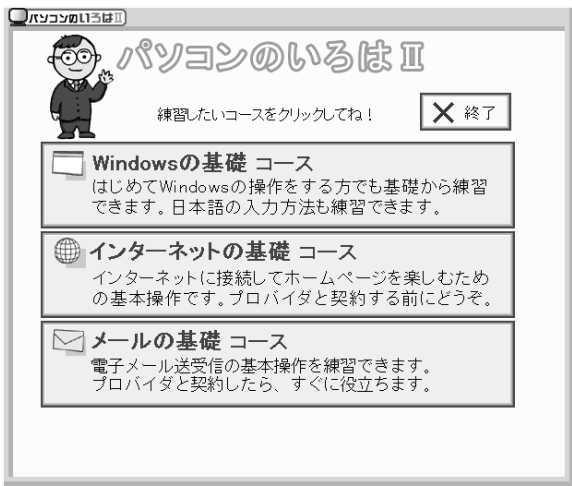 パソコンのいろはⅡ
パソコンのいろはⅡ
練習したいコースをクリックしてね！
終了
Windowsの基礎 コース
はじめてWindowsの操作をする方でも基礎から練習
できます。日本語の入力方法も練習できます。
インターネットの基礎 コース
インターネットに接続してホームページを楽しむため
の基本操作です。プロバイダと契約する前にどうぞ。
メールの基礎 コース
電子メール送受信の基本操作を練習できます。
プロバイダと契約したら、すぐに役立ちます。